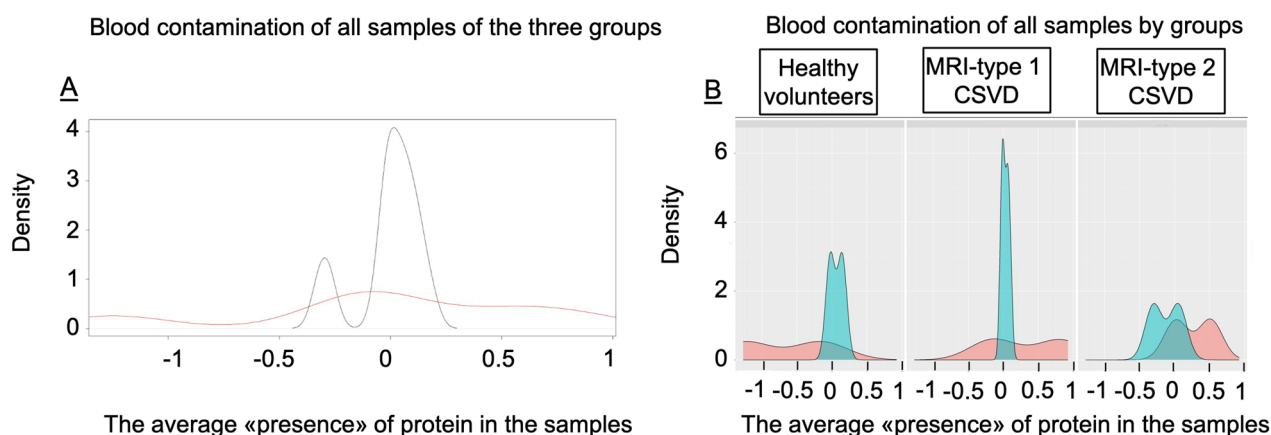 Blood contamination of all samples of the three groups
A
Density
4
3
2
1
0
-1 -0.5 0 0.5 1
The average «presence» of protein in the samples
Blood contamination of all samples by groups
B
Healthy
volunteers
MRI-type 1
CSVD
MRI-type 2
CSVD
Density
6
4
2
0
-1 -0.5 0 0.5 1 -1 -0.5 0 0.5 1 -1 -0.5 0 0.5 1
The average «presence» of protein in the samples